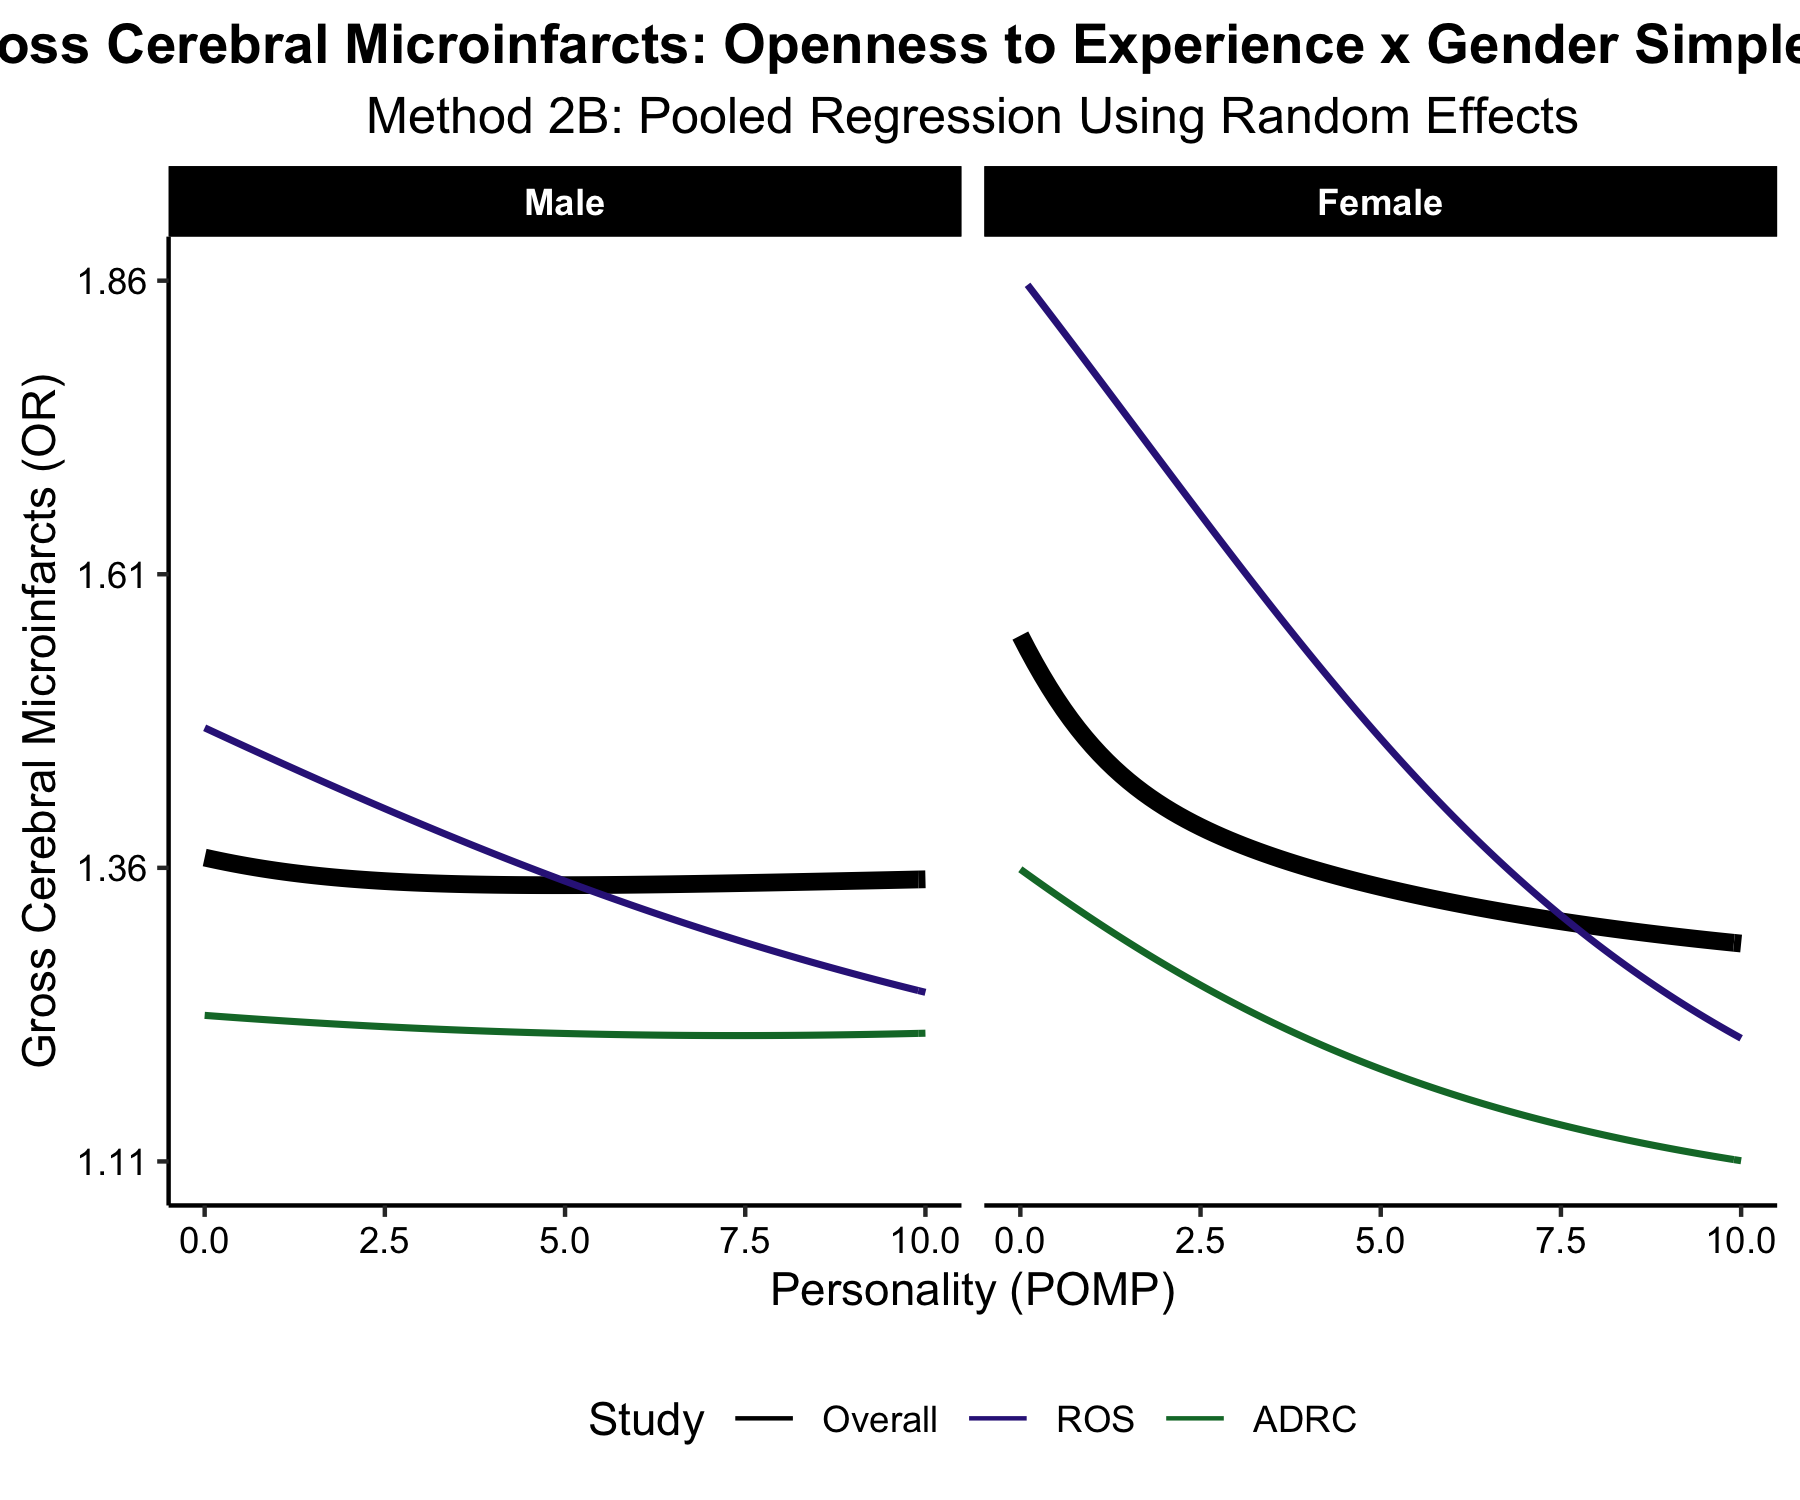 oss Cerebral Microinfarcts: Openness to Experience x Gender Simple
Method 2B: Pooled Regression Using Random Effects
Male Female
Gross Cerebral Microinfarcts (OR)
1.86
1.61
1.36
1.11
0.0 2.5 5.0 7.5 10.0 0.0 2.5 5.0 7.5 10.0
Personality (POMP)
Study Overall ROS ADRC